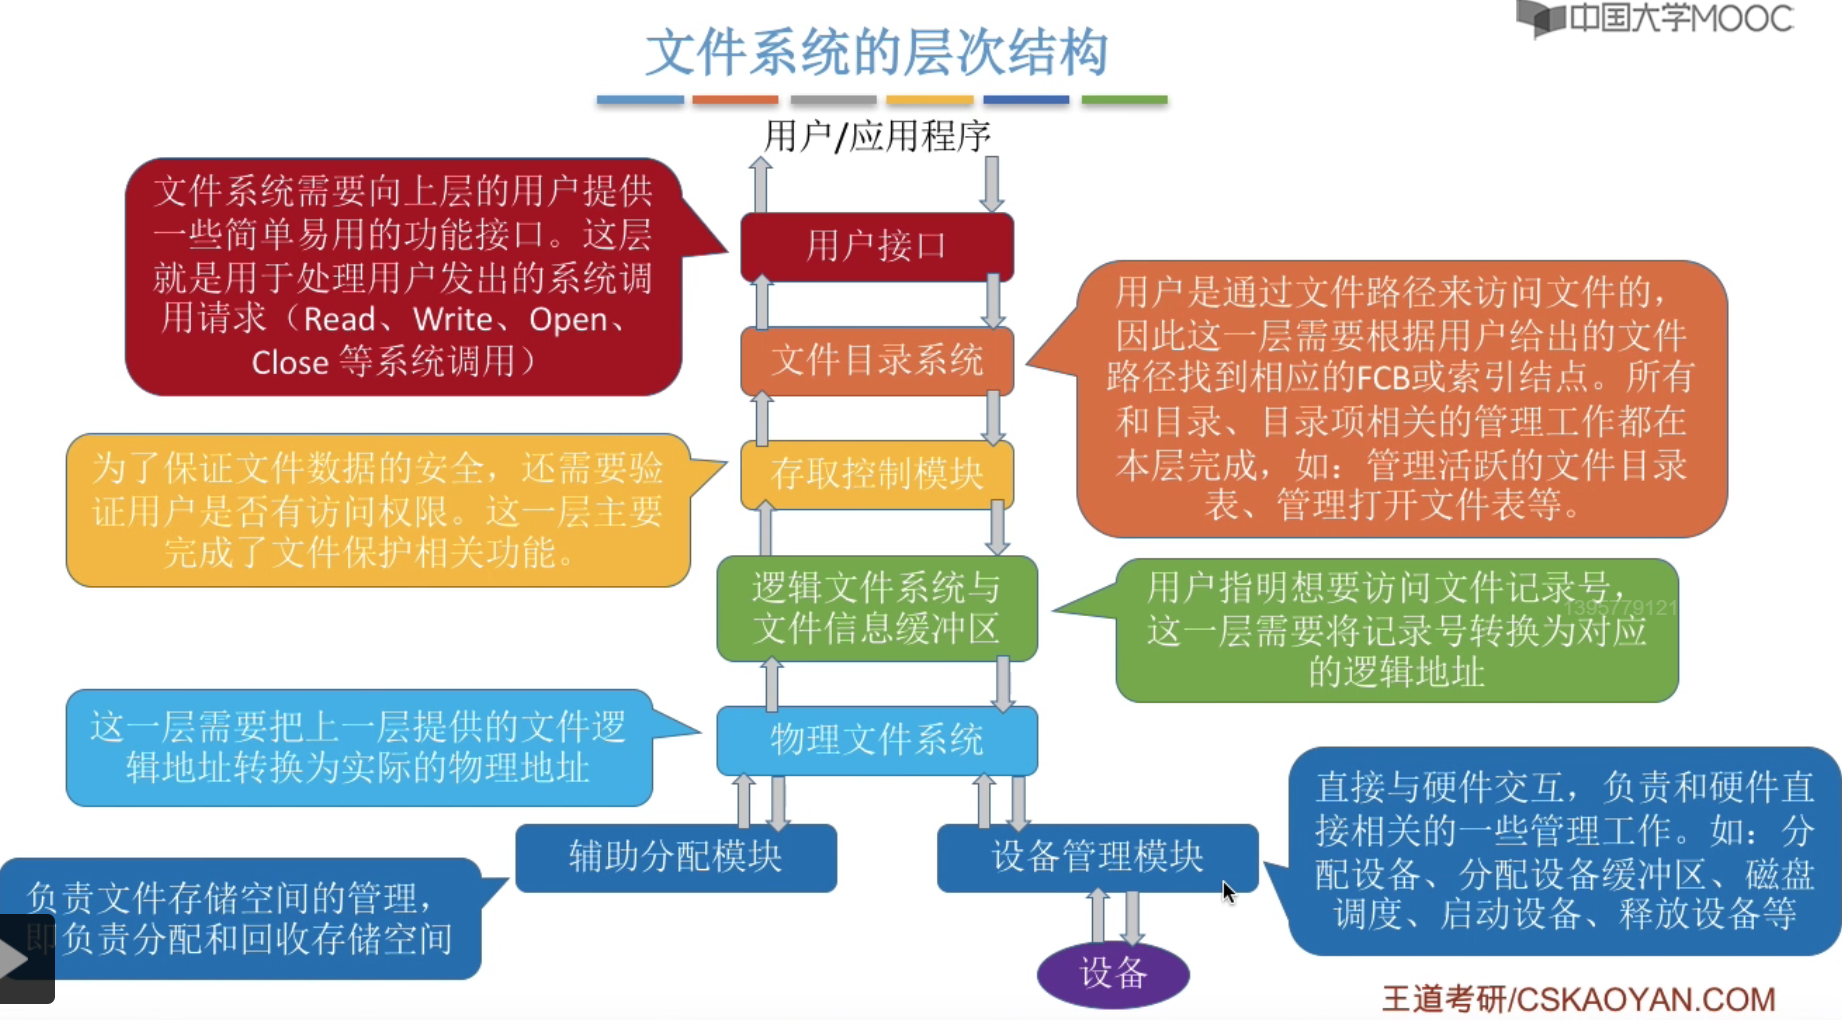 中国大学MOOC
文件系统的层次结构
用户/应用程序
文件系统需要向上层的用户提供
一些简单易用的功能接口。这层
就是用于处理用户发出的系统调
用请求（Read、Write、Open、
Close 等系统调用）
用户接口
用户是通过文件路径来访问文件的，
因此这一层需要根据用户给出的文件
路径找到相应的FCB或索引结点。所有
和目录、目录项相关的管理工作都在
本层完成，如：管理活跃的文件目录
表、管理打开文件表等。
文件目录系统
为了保证文件数据的安全，还需要验
证用户是否有访问权限。这一层主要
完成了文件保护相关功能。
存取控制模块
逻辑文件系统与
文件信息缓冲区
用户指明想要访问文件记录号，
这一层需要将记录号转换为对应
的逻辑地址
1395779121
这一层需要把上一层提供的文件逻
辑地址转换为实际的物理地址
物理文件系统
辅助分配模块
设备管理模块
直接与硬件交互，负责和硬件直
接相关的一些管理工作。如：分
配设备、分配设备缓冲区、磁盘
调度、启动设备、释放设备等
负责文件存储空间的管理，
即负责分配和回收存储空间
设备
王道考研/CSKAOYAN.COM